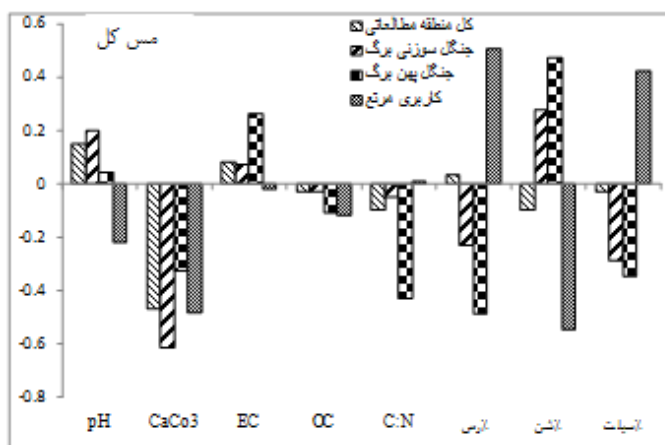 مس کل
کل منطقه مطالعاتی
جنگل سوزنی برگ
جنگل پهن برگ
کاربری مرتع
0.6
0.4
0.2
0
-0.2
-0.4
-0.6
-0.8
pH CaCo3 EC OC C:N ٪رس ٪شن ٪سیلت